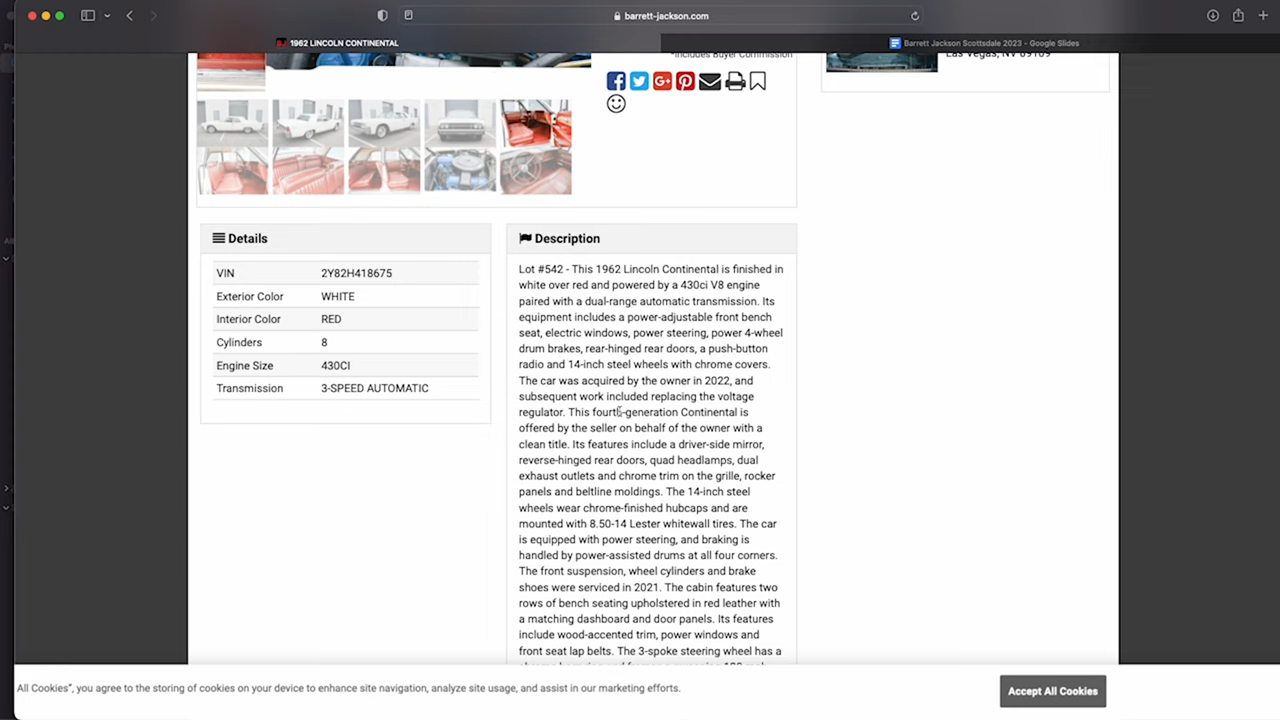 barrett-jackson.com
1962 LINCOLN CONTINENTAL
Barrett Jackson Scottsdale 2023 - Google Slides
*Includes Buyer Commission
Las Vegas, NV 89109
Details
VIN 2Y82H418675
Exterior Color WHITE
Interior Color RED
Cylinders 8
Engine Size 430CI
Transmission 3-SPEED AUTOMATIC
Description
Lot #542 - This 1962 Lincoln Continental is finished in
white over red and powered by a 430ci V8 engine
paired with a dual-range automatic transmission. Its
equipment includes a power-adjustable front bench
seat, electric windows, power steering, power 4-wheel
drum brakes, rear-hinged rear doors, a push-button
radio and 14-inch steel wheels with chrome covers.
The car was acquired by the owner in 2022, and
subsequent work included replacing the voltage
regulator. This fourth-generation Continental is
offered by the seller on behalf of the owner with a
clean title. Its features include a driver-side mirror,
reverse-hinged rear doors, quad headlamps, dual
exhaust outlets and chrome trim on the grille, rocker
panels and beltline moldings. The 14-inch steel
wheels wear chrome-finished hubcaps and are
mounted with 8.50-14 Lester whitewall tires. The car
is equipped with power steering, and braking is
handled by power-assisted drums at all four corners.
The front suspension, wheel cylinders and brake
shoes were serviced in 2021. The cabin features two
rows of bench seating upholstered in red leather with
a matching dashboard and door panels. Its features
include wood-accented trim, power windows and
front seat lap belts. The 3-spoke steering wheel has a
All Cookies”, you agree to the storing of cookies on your device to enhance site navigation, analyze site usage, and assist in our marketing efforts.
Accept All Cookies